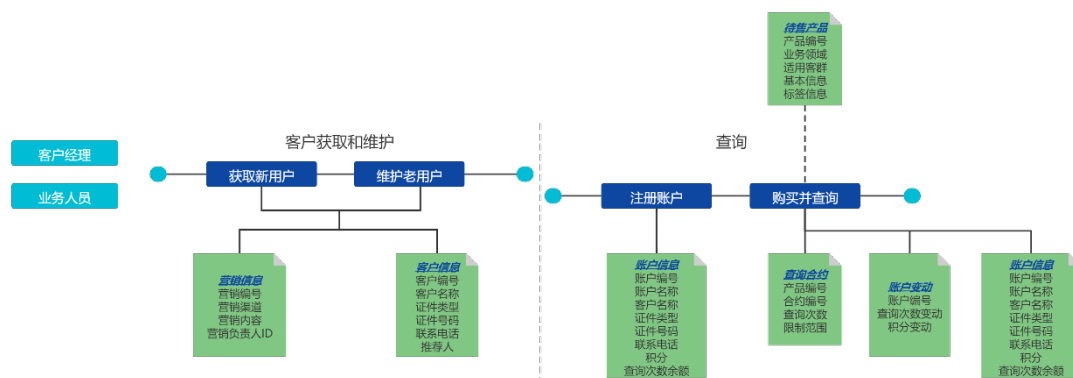 待售产品
产品编号
业务领域
适用客群
基本信息
标签信息
客户获取和维护
查询
客户经理
业务人员
获取新用户
维护老用户
注册账户
购买并查询
营销信息
营销编号
营销渠道
营销内容
营销负责人ID
客户信息
客户编号
客户名称
证件类型
证件号码
联系电话
推荐人
账户信息
账户编号
账户名称
客户名称
证件类型
证件号码
联系电话
积分
查询次数余额
查询合约
产品编号
合约编号
查询次数
限制范围
账户变动
账户编号
查询次数变动
积分变动
账户信息
账户编号
账户名称
客户名称
证件类型
证件号码
联系电话
积分
查询次数余额